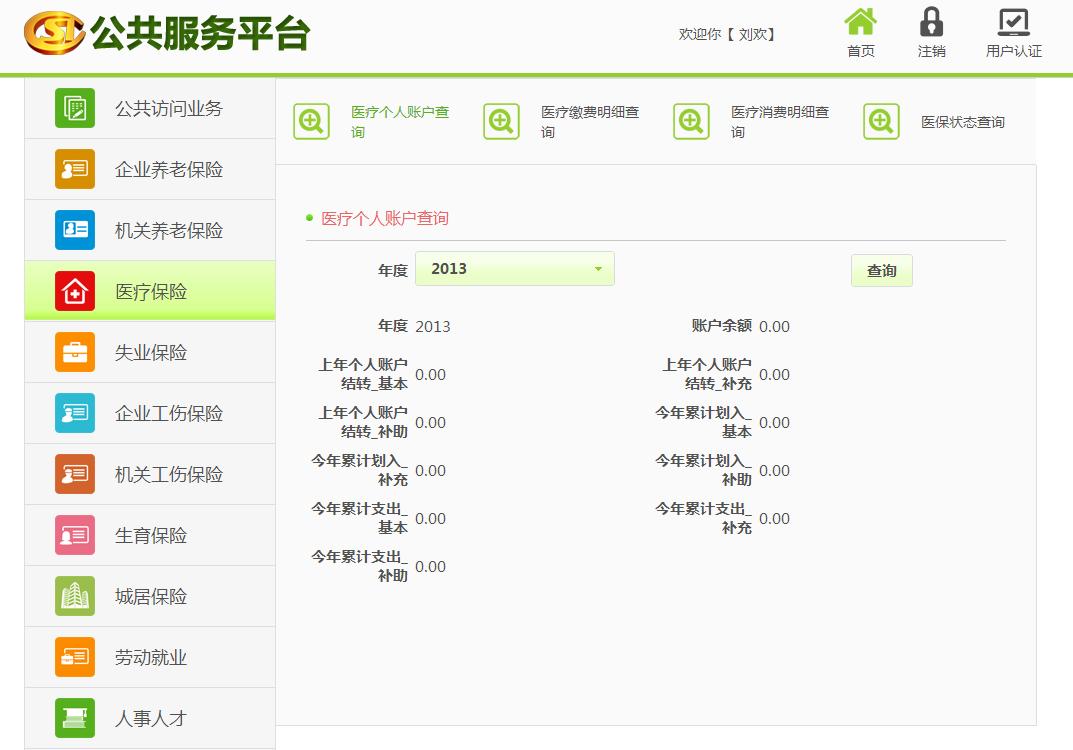 CSI 公共服务平台
欢迎你【 刘欢】
首页
注销
用户认证
公共访问业务
企业养老保险
机关养老保险
医疗保险
失业保险
企业工伤保险
机关工伤保险
生育保险
城居保险
劳动就业
人事人才
医疗个人账户查
询
医疗缴费明细查
询
医疗消费明细查
询
医保状态查询
医疗个人账户查询
年度 2013 查询
年度 2013
账户余额 0.00
上年个人账户
结转_基本 0.00
上年个人账户
结转_补充 0.00
上年个人账户
结转_补助 0.00
今年累计划入_
基本 0.00
今年累计划入_
补充 0.00
今年累计划入_
补助 0.00
今年累计支出_
基本 0.00
今年累计支出_
补充 0.00
今年累计支出_
补助 0.00